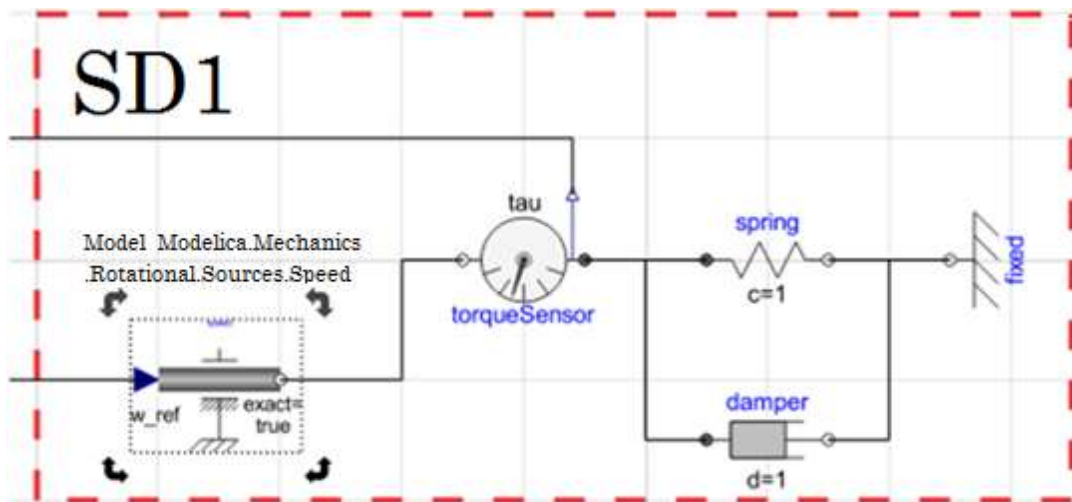 SD1
tau
Model Modelica.Mechanics
.Rotational.Sources.Speed
spring
fixed
c=1
torqueSensor
w_ref
exact=
true
damper
d=1